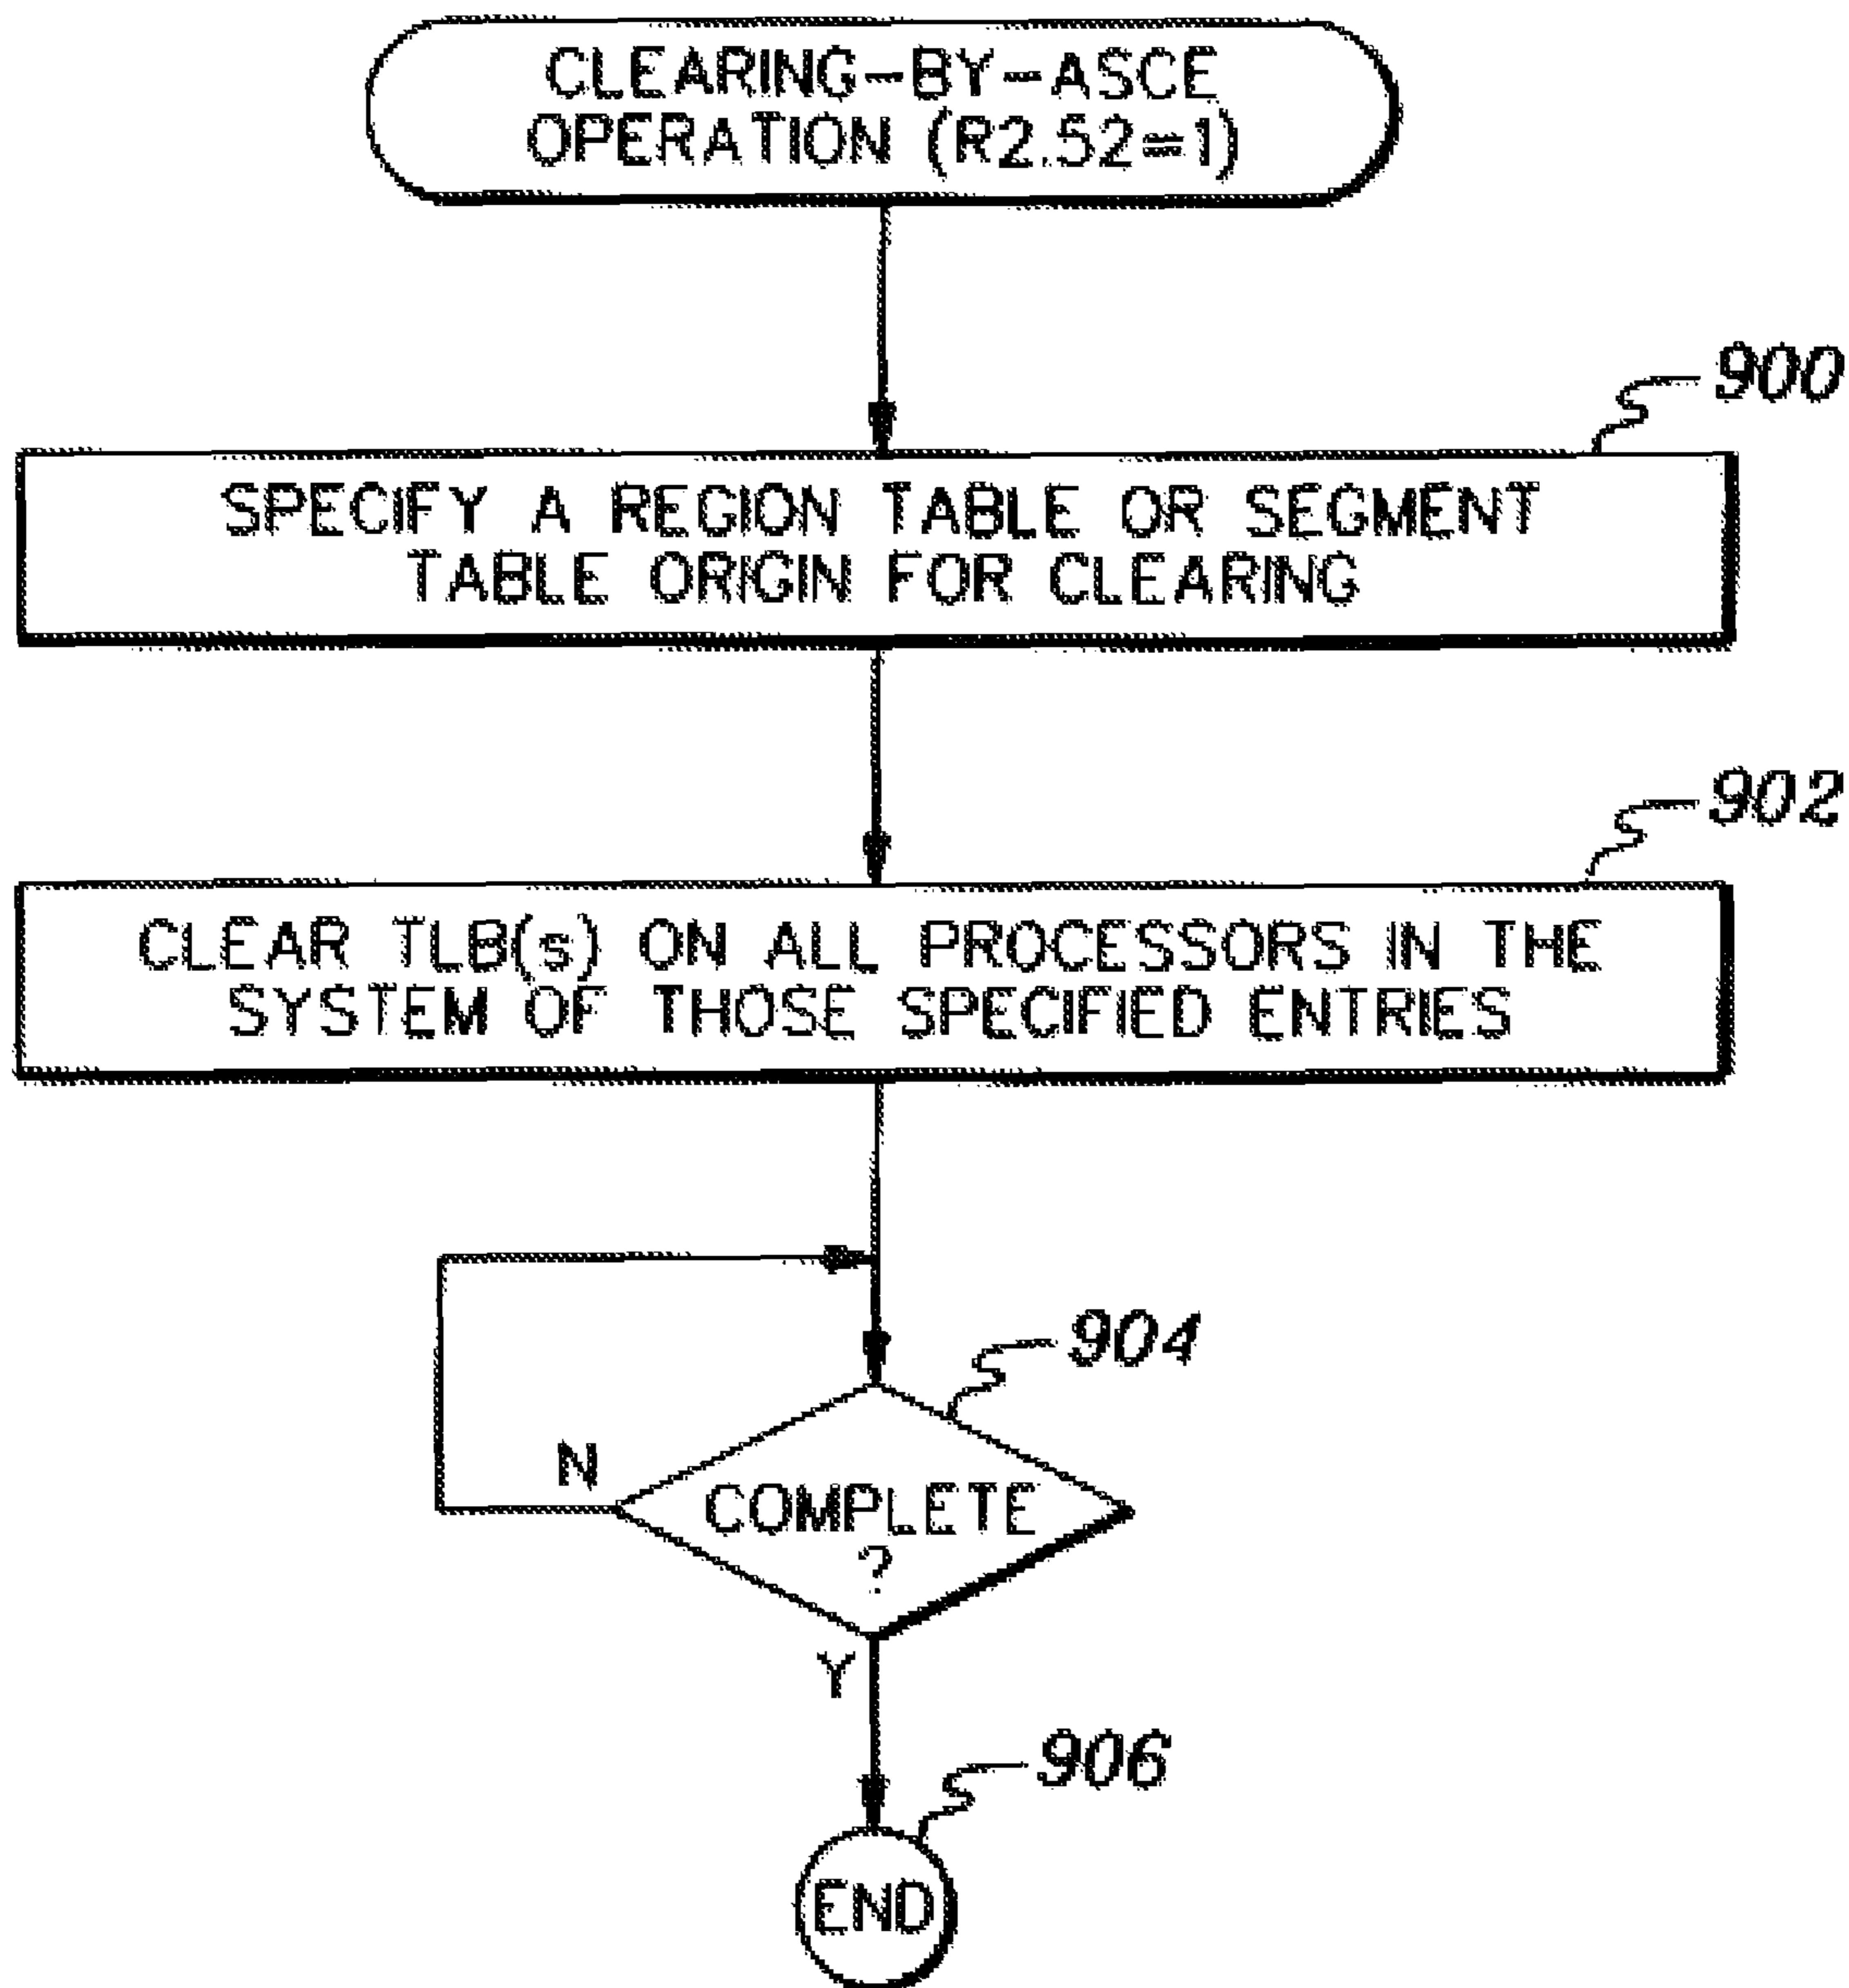 CLEARING-BY-ASCE
OPERATION (R2.52=1)
900
SPECIFY A REGION TABLE OR SEGMENT
TABLE ORIGIN FOR CLEARING
902
CLEAR TLB(s) ON ALL PROCESSORS IN THE
SYSTEM OF THOSE SPECIFIED ENTRIES
904
N
COMPLETE
?
Y
906
END